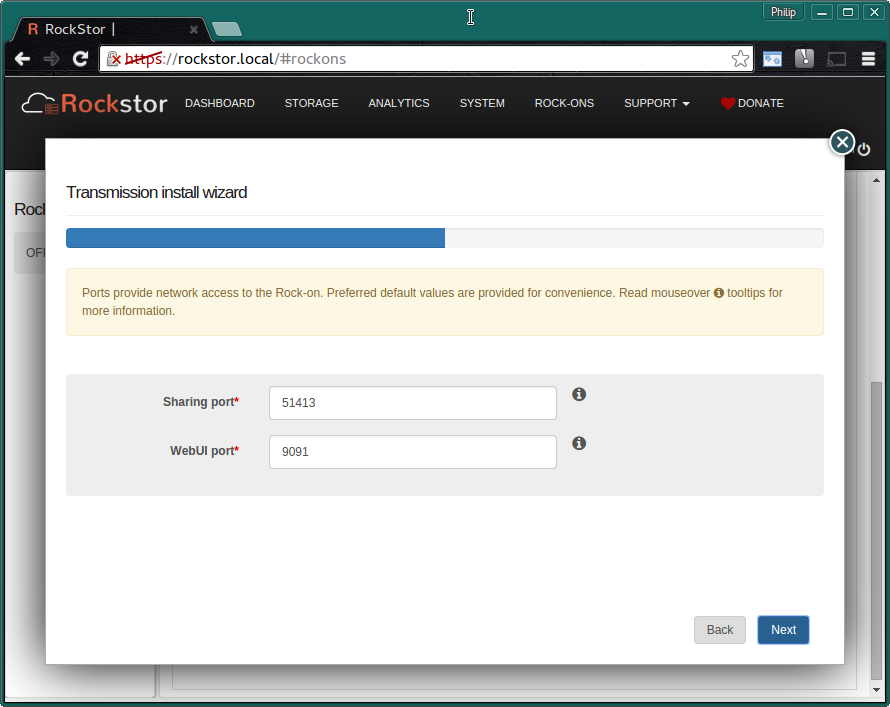 Philip
R RockStor |
https://rockstor.local/#rockons
Rockstor DASHBOARD STORAGE ANALYTICS SYSTEM ROCK-ONS SUPPORT DONATE
Transmission install wizard
Roc
OF
Ports provide network access to the Rock-on. Preferred default values are provided for convenience. Read mouseover tooltips for
more information.
Sharing port* 51413
WebUI port* 9091
Back Next